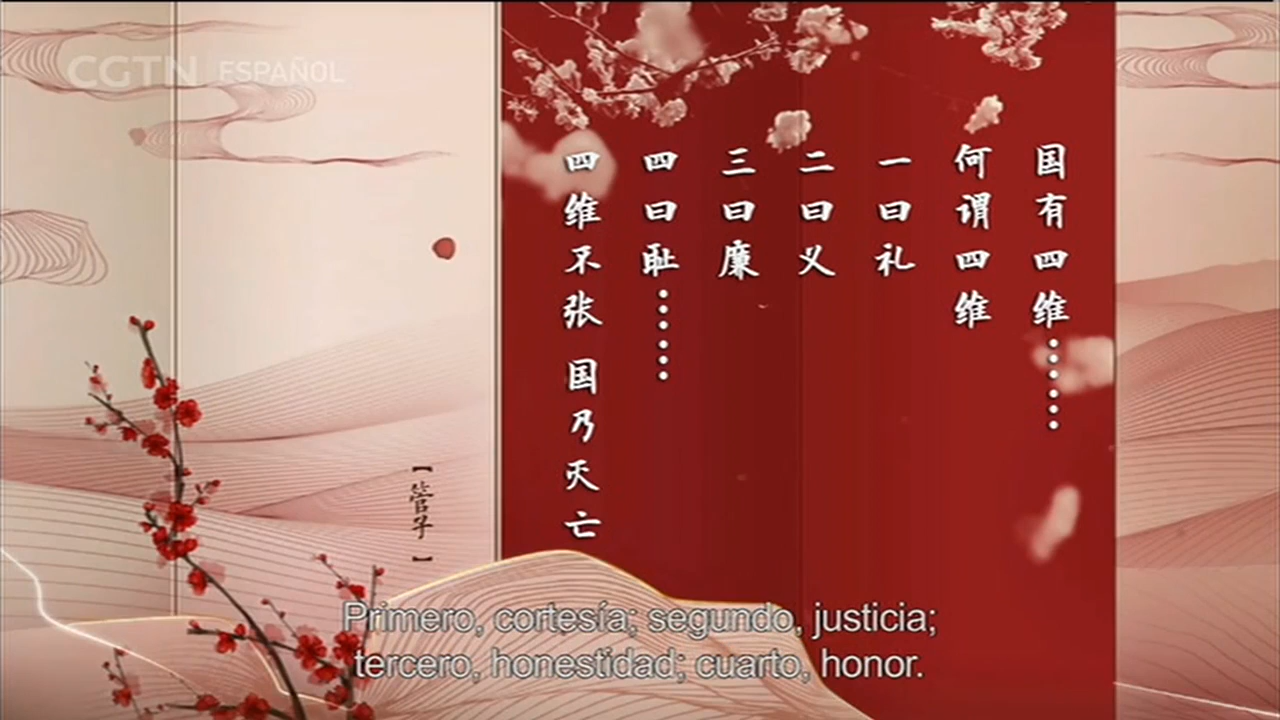 CGTN ESPAÑOL
国有四维……
何谓四维
一曰礼
二曰义
三曰廉
四曰耻……
四维不张 国乃灭亡
【管子】
Primero, cortesía; segundo, justicia;
tercero, honestidad; cuarto, honor.